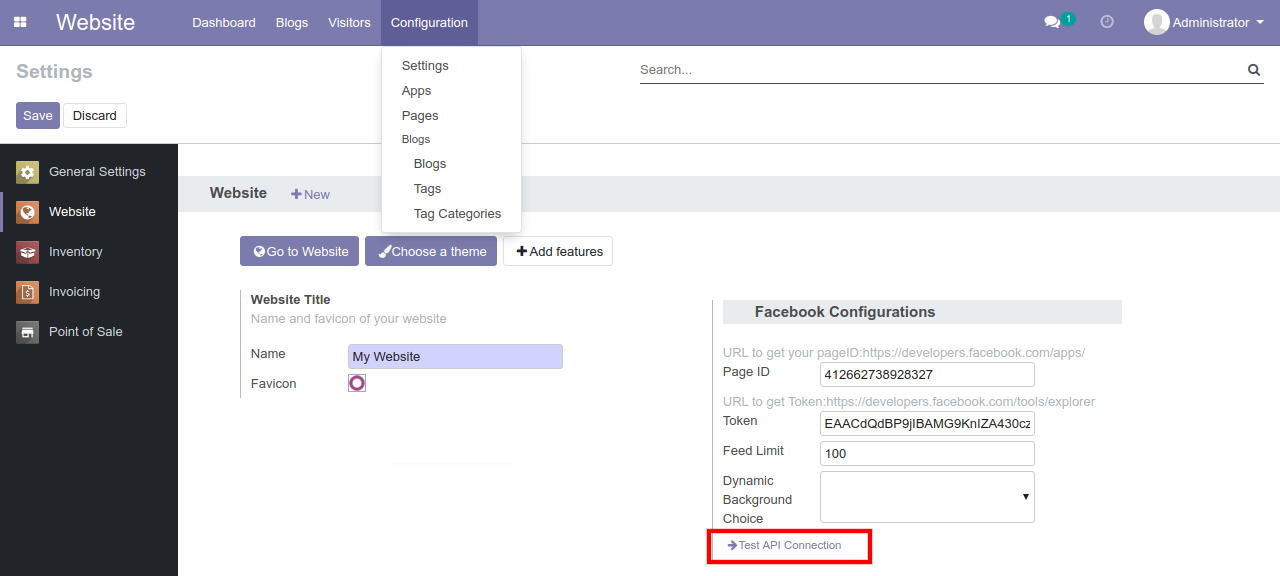 Website
Dashboard Blogs Visitors Configuration
1
Administrator
Settings
Search...
Save Discard
Settings
Apps
Pages
Blogs
Blogs
Tags
Tag Categories
General Settings
Website
Inventory
Invoicing
Point of Sale
Website +New
Go to Website Choose a theme +Add features
Website Title
Name and favicon of your website
Name My Website
Favicon
Facebook Configurations
URL to get your pageID:https://developers.facebook.com/apps/
Page ID 412662738928327
URL to get Token:https://developers.facebook.com/tools/explorer
Token EAACdQdBP9jIBAMG9KnIZA430cz
Feed Limit 100
Dynamic
Background
Choice
Test API Connection